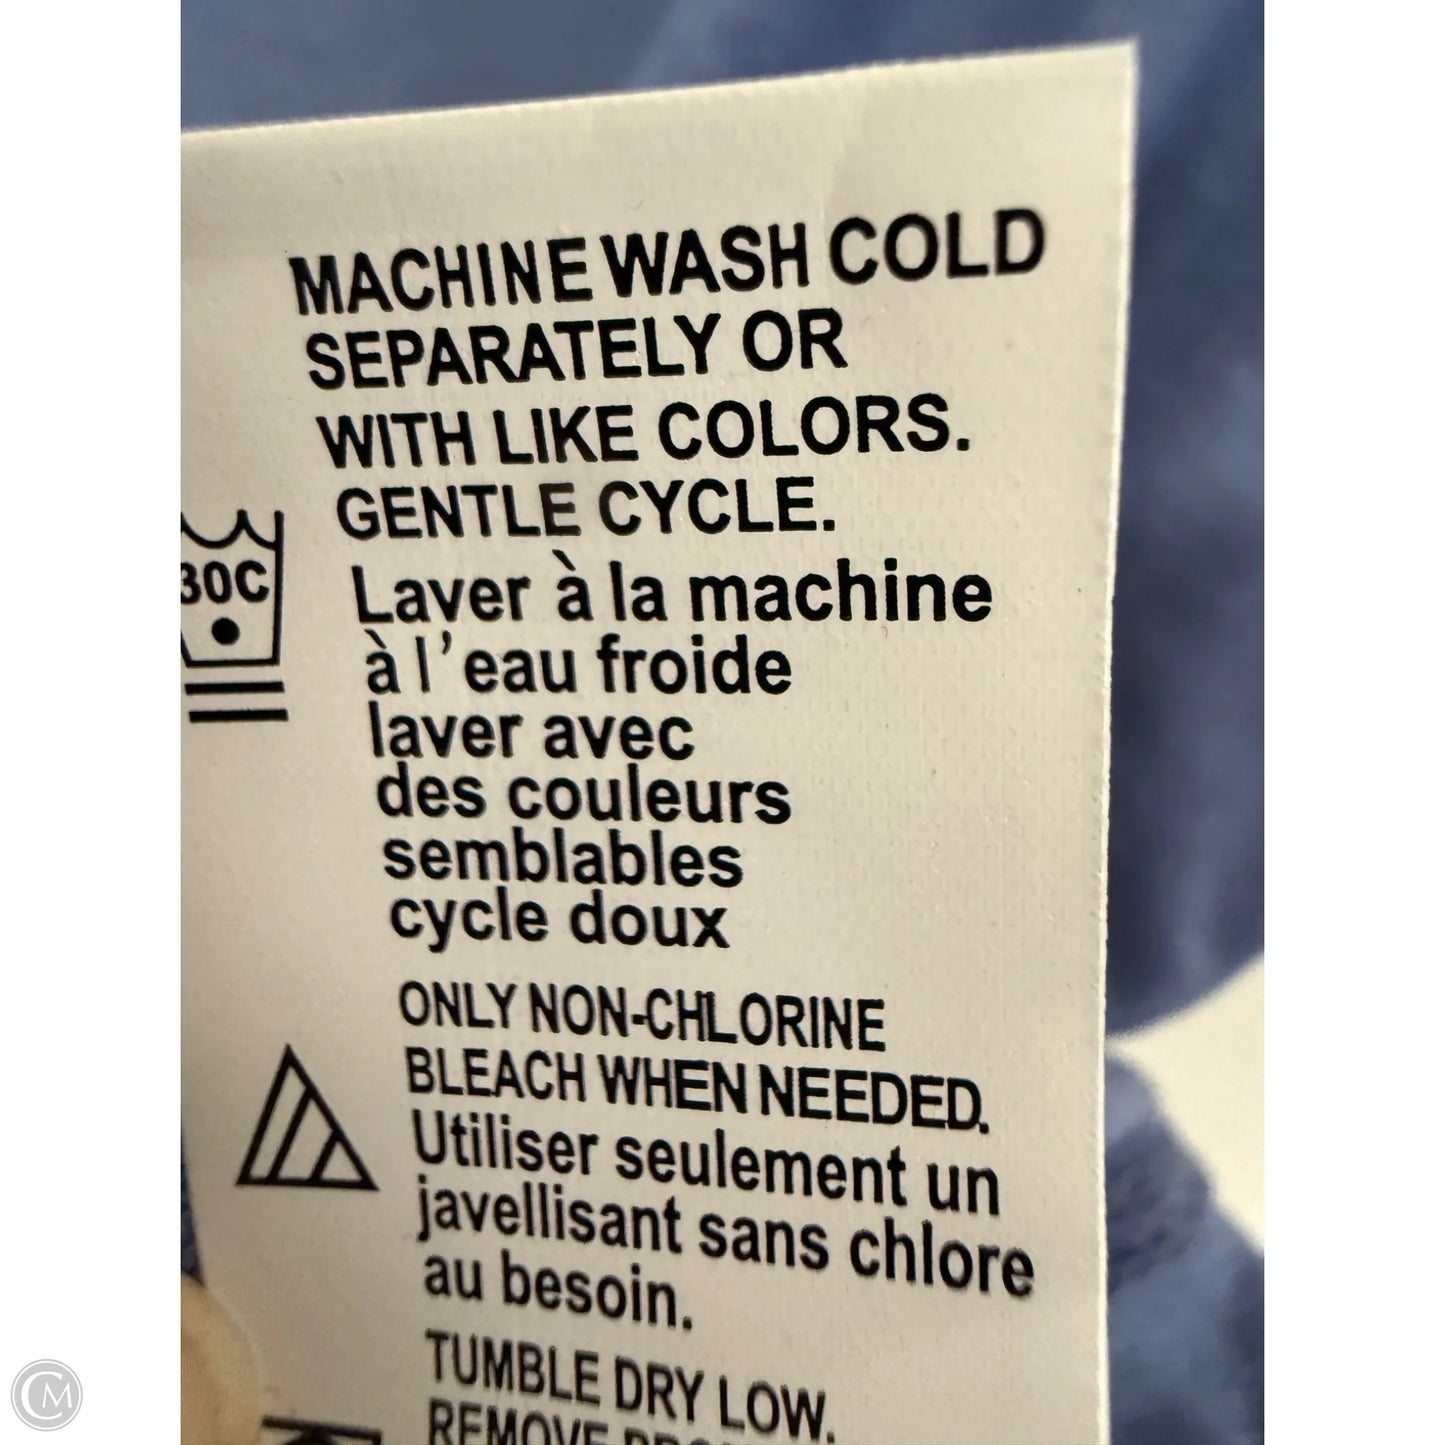 MACHINE WASH COLD
SEPARATELY OR
WITH LIKE COLORS.
GENTLE CYCLE.
30C
Laver à la machine
à l'eau froide
laver avec
des couleurs
semblables
cycle doux
ONLY NON-CHLORINE
BLEACH WHEN NEEDED.
Utiliser seulement un
javellisant sans chlore
au besoin.
TUMBLE DRY LOW.
REMOVE
CM